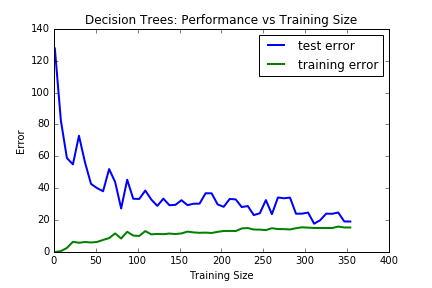 Decision Trees: Performance vs Training Size
140
120
100
80
60
40
20
0
Error
test error
training error
0 50 100 150 200 250 300 350 400
Training Size